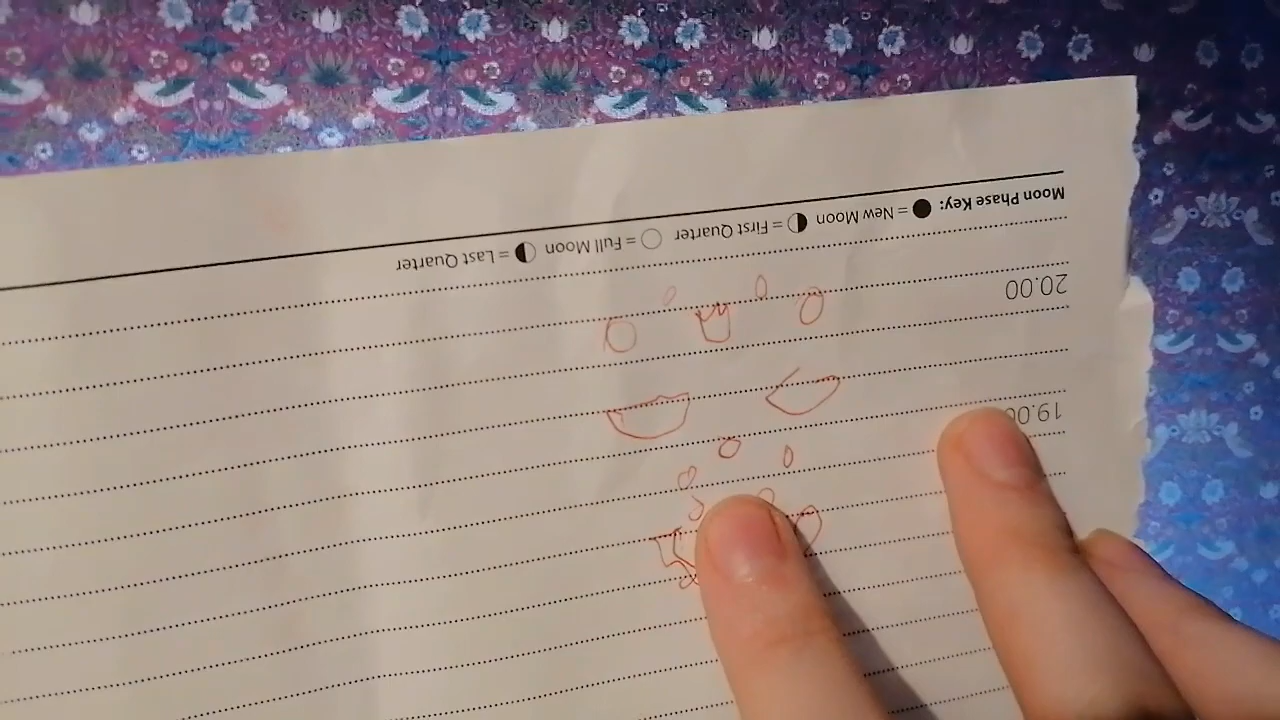 19.00
20.00
Moon Phase Key: ● = New Moon ◐ = First Quarter ○ = Full Moon ◑ = Last Quarter